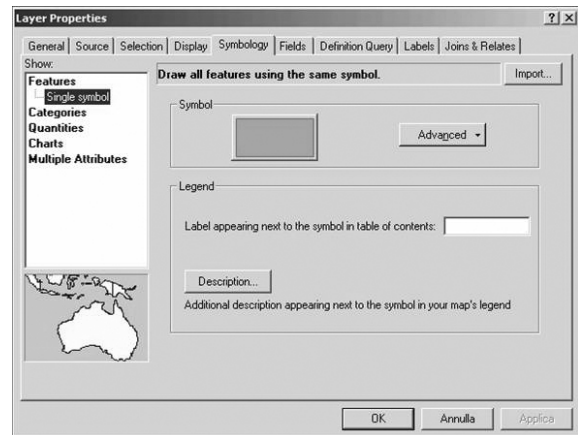 Layer Properties
General Source Selection Display Symbology Fields Definition Query Labels Joins & Relates
Show:
Features
Single symbol
Categories
Quantities
Charts
Multiple Attributes
Draw all features using the same symbol.
Import...
Symbol
Advanced
Legend
Label appearing next to the symbol in table of contents:
Description...
Additional description appearing next to the symbol in your map's legend
OK Annulla Applica